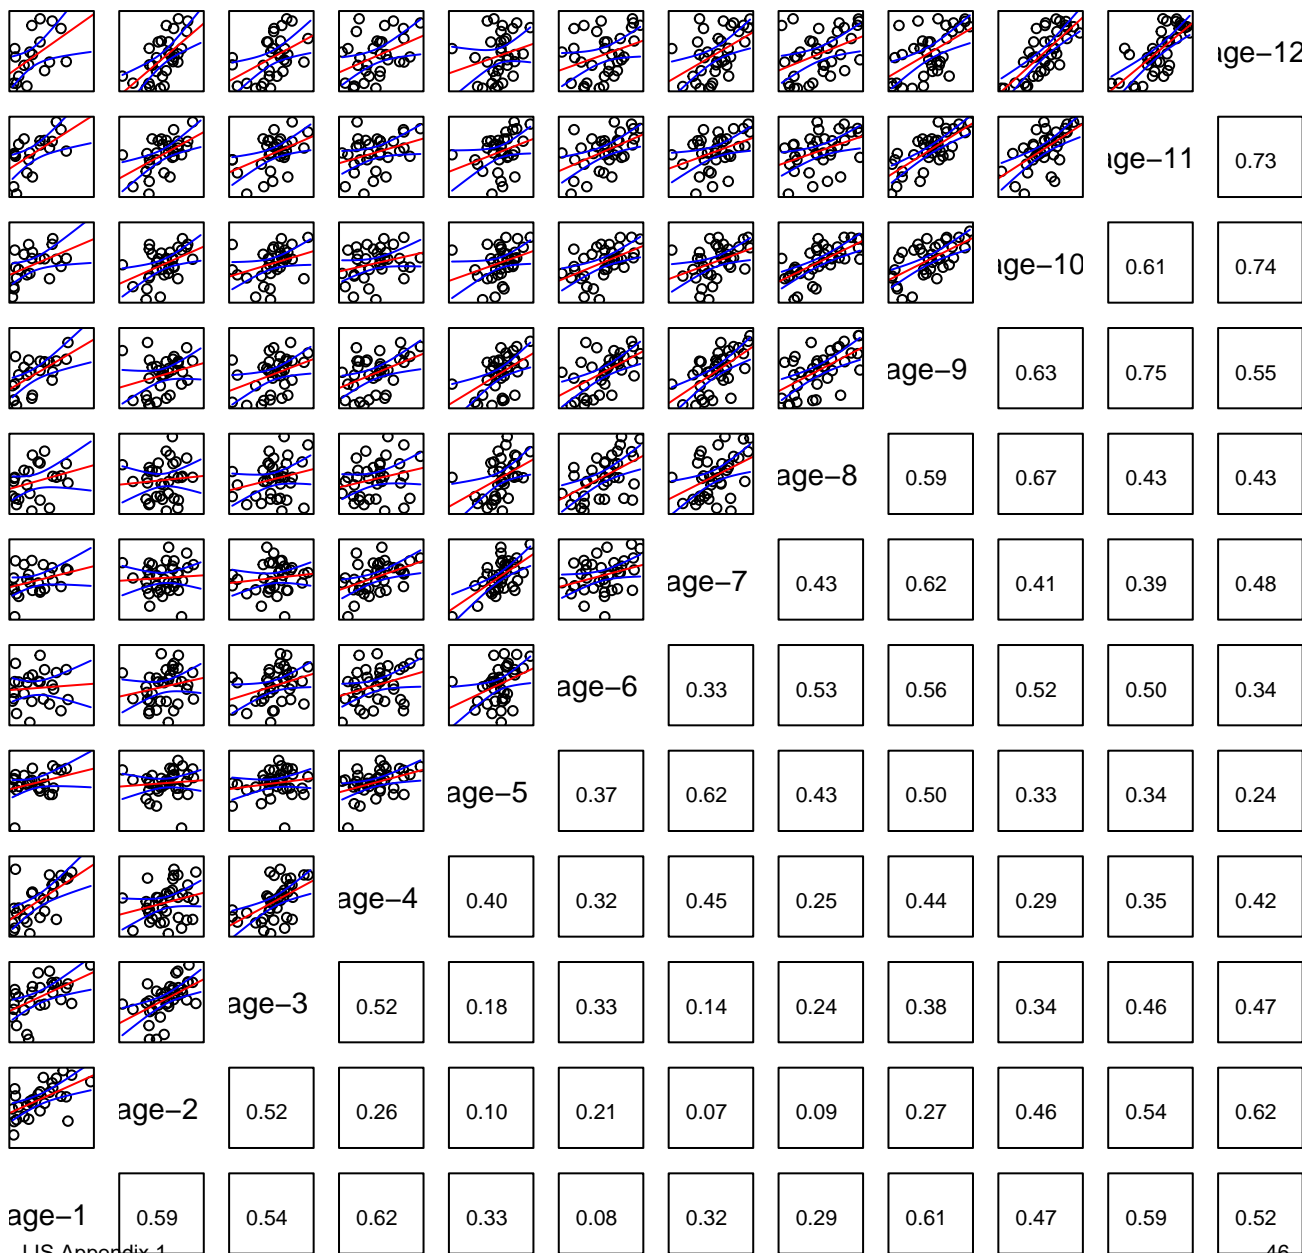 age−12
age−11 0.73
age−10 0.61 0.74
age−9 0.63 0.75 0.55
age−8 0.59 0.67 0.43 0.43
age−7 0.43 0.62 0.41 0.39 0.48
age−6 0.33 0.53 0.56 0.52 0.50 0.34
age−5 0.37 0.62 0.43 0.50 0.33 0.34 0.24
age−4 0.40 0.32 0.45 0.25 0.44 0.29 0.35 0.42
age−3 0.52 0.18 0.33 0.14 0.24 0.38 0.34 0.46 0.47
age−2 0.52 0.26 0.10 0.21 0.07 0.09 0.27 0.46 0.54 0.62
age−1 0.59 0.54 0.62 0.33 0.08 0.32 0.29 0.61 0.47 0.59 0.52
LIS Appendix 1 46